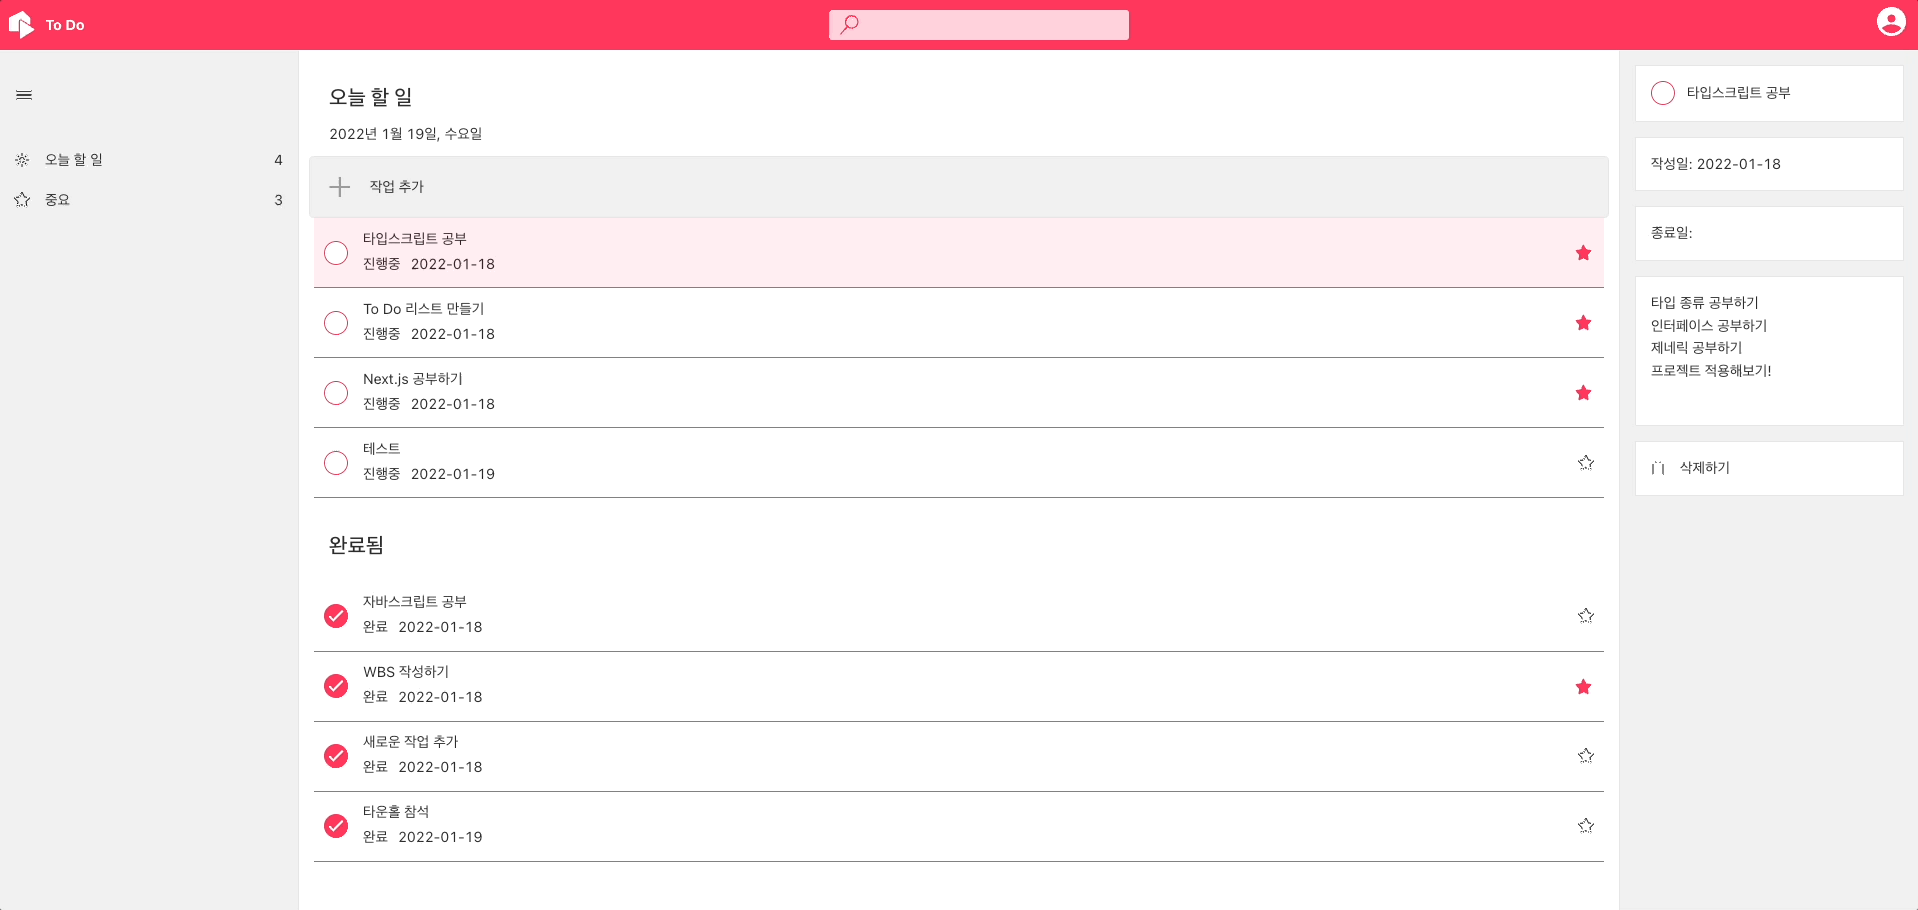 To Do
오늘 할 일 4
중요 3
오늘 할 일
2022년 1월 19일, 수요일
작업 추가
타입스크립트 공부
진행중 2022-01-18
To Do 리스트 만들기
진행중 2022-01-18
Next.js 공부하기
진행중 2022-01-18
테스트
진행중 2022-01-19
완료됨
자바스크립트 공부
완료 2022-01-18
WBS 작성하기
완료 2022-01-18
새로운 작업 추가
완료 2022-01-18
타운홀 참석
완료 2022-01-19
타입스크립트 공부
작성일: 2022-01-18
종료일:
타입 종류 공부하기
인터페이스 공부하기
제네릭 공부하기
프로젝트 적용해보기!
삭제하기